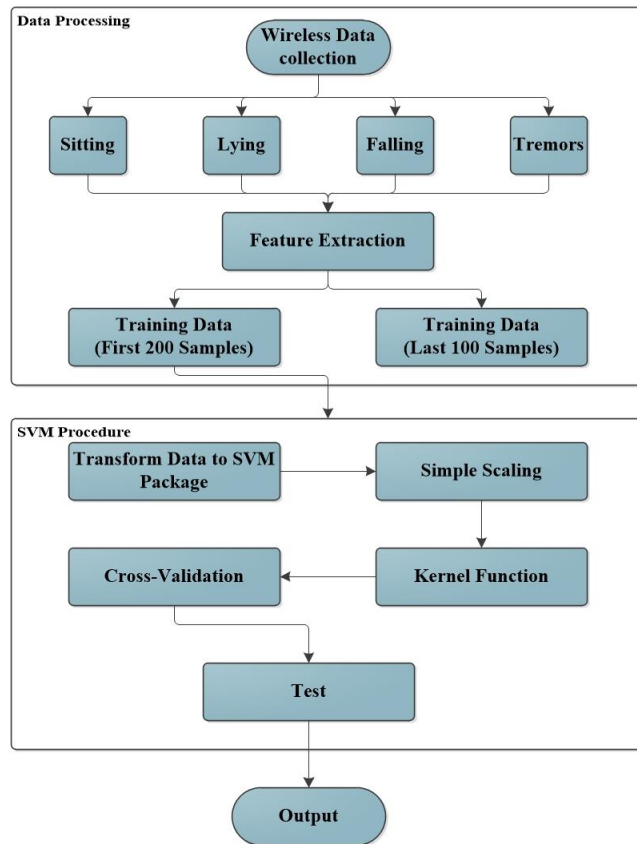 Data Processing
Wireless Data
collection
Sitting
Lying
Falling
Tremors
Feature Extraction
Training Data
(First 200 Samples)
Training Data
(Last 100 Samples)
SVM Procedure
Transform Data to SVM
Package
Simple Scaling
Cross-Validation
Kernel Function
Test
Output